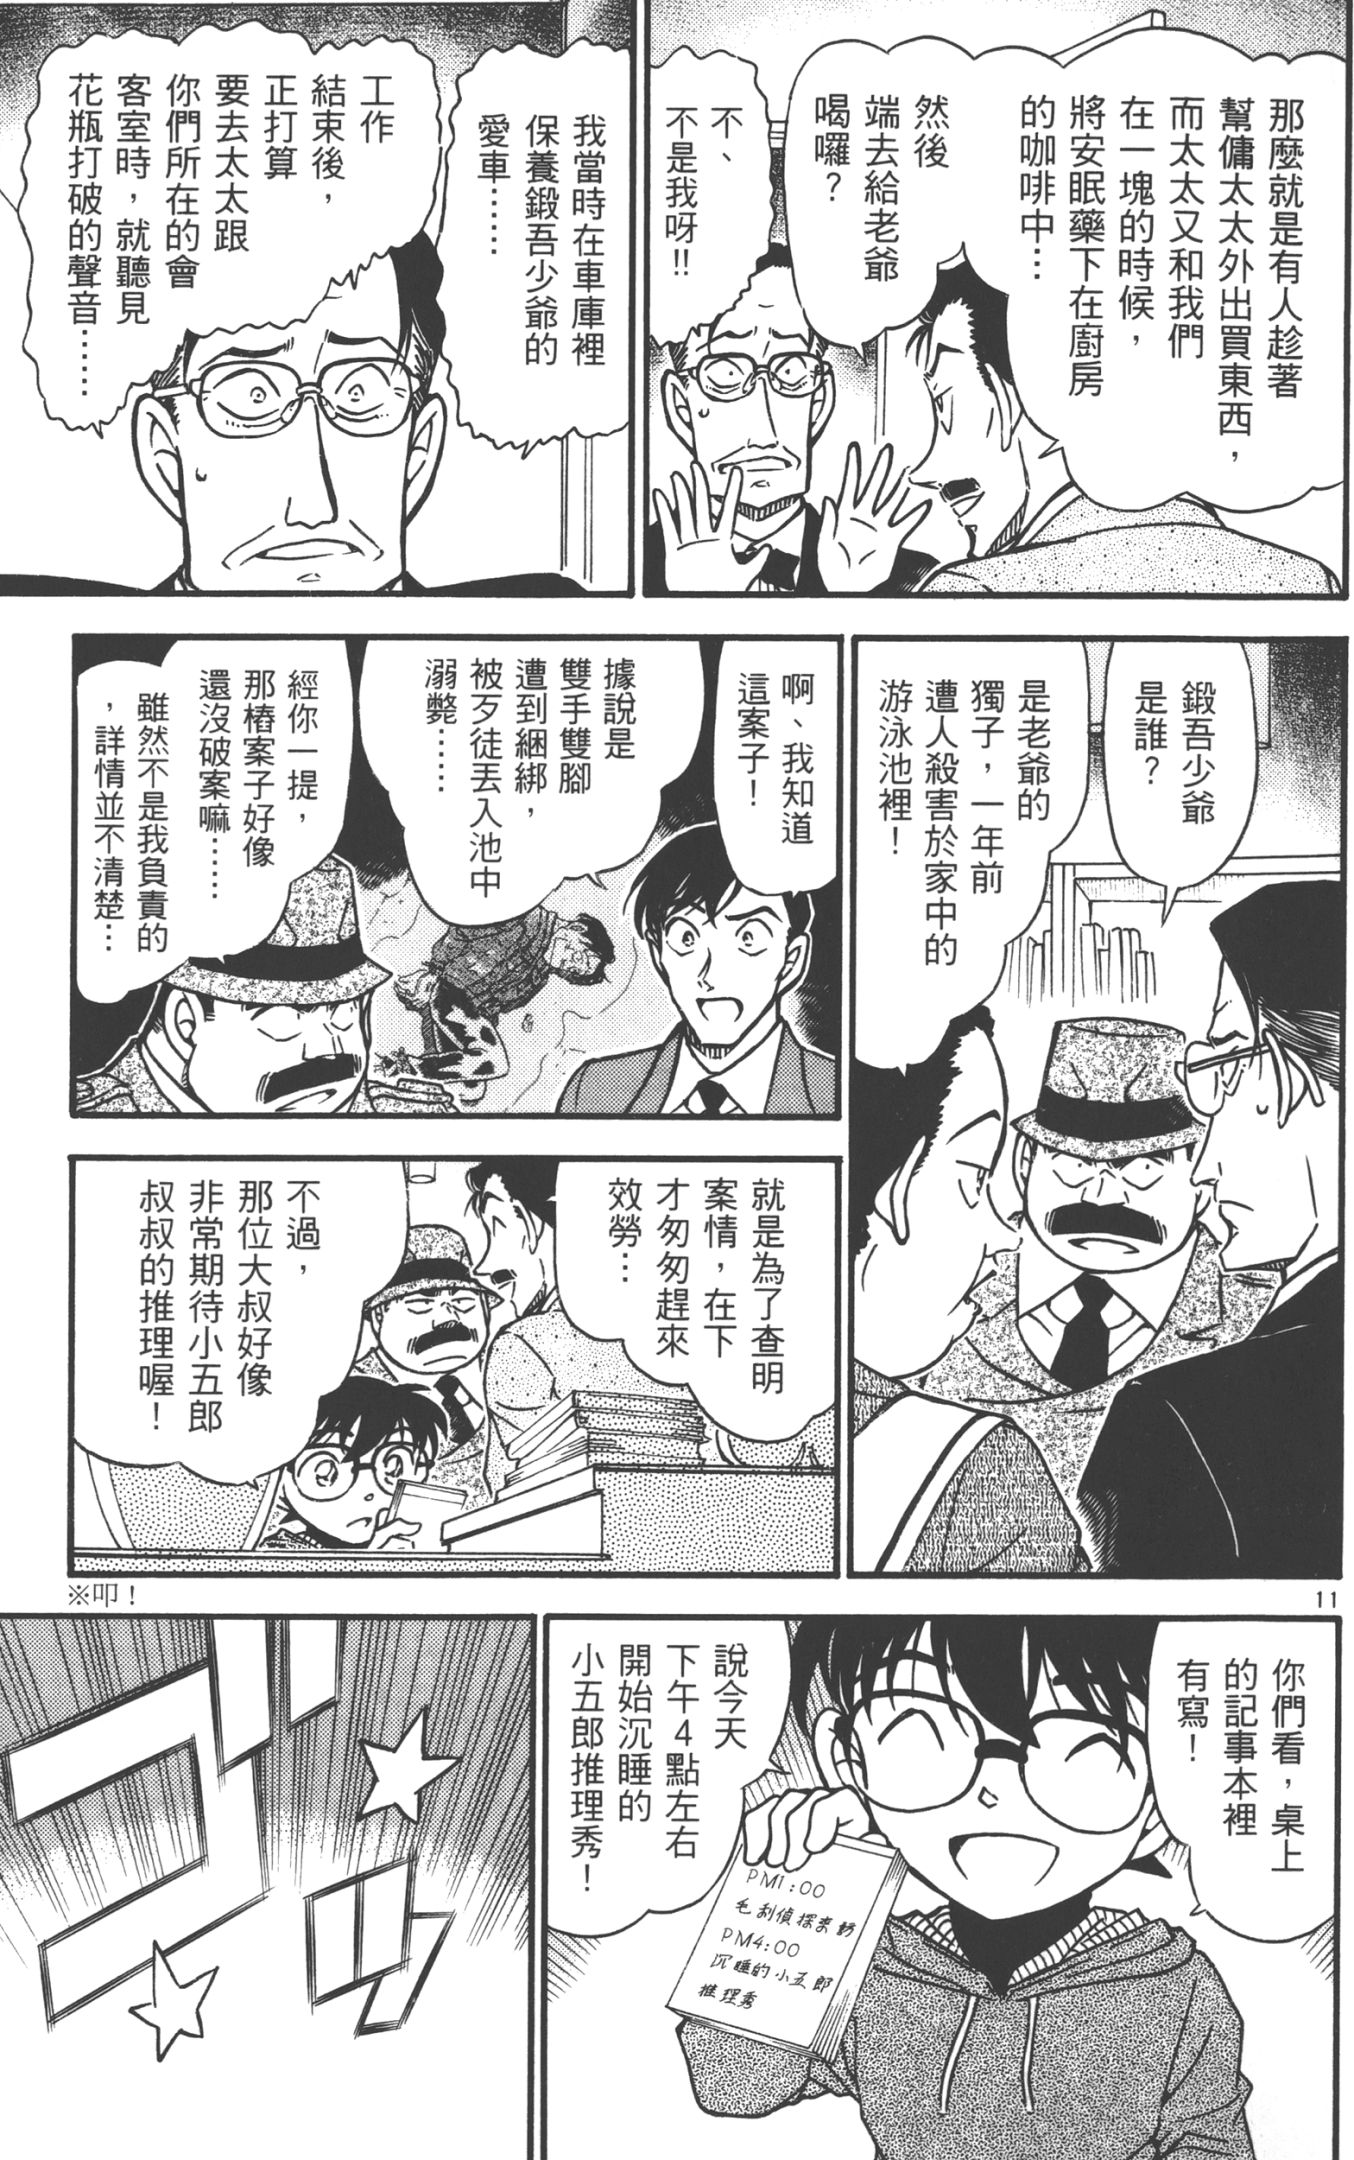 那麼就是有人趁著
幫傭太太外出買東西，
而太太又和我們
在一塊的時候，
將安眠藥下在廚房
的咖啡中…
然後
端去給老爺
喝囉？
不、
不是我呀!!
我當時在車庫裡
保養鍛吾少爺的
愛車……
工作
結束後，
正打算
要去太太跟
你們所在的會
客室時，就聽見
花瓶打破的聲音……
鍛吾少爺
是誰？
是老爺的
獨子，一年前
遭人殺害於家中的
游泳池裡！
啊、我知道
這案子！
據說是
雙手雙腳
遭到綑綁，
被歹徒丟入池中
溺斃……
經你一提，
那樁案子好像
還沒破案嘛……
雖然不是我負責的
，詳情並不清楚…
就是為了查明
案情，在下
才匆匆趕來
效勞…
不過，
那位大叔好像
非常期待小五郎
叔叔的推理喔！
※叩！
11
你們看，桌上
的記事本裡
有寫！
說今天
下午4點左右
開始沉睡的
小五郎推理秀！
PM1:00
毛利偵探來訪
PM4:00
沉睡的小五郎
推理秀
ゴッ